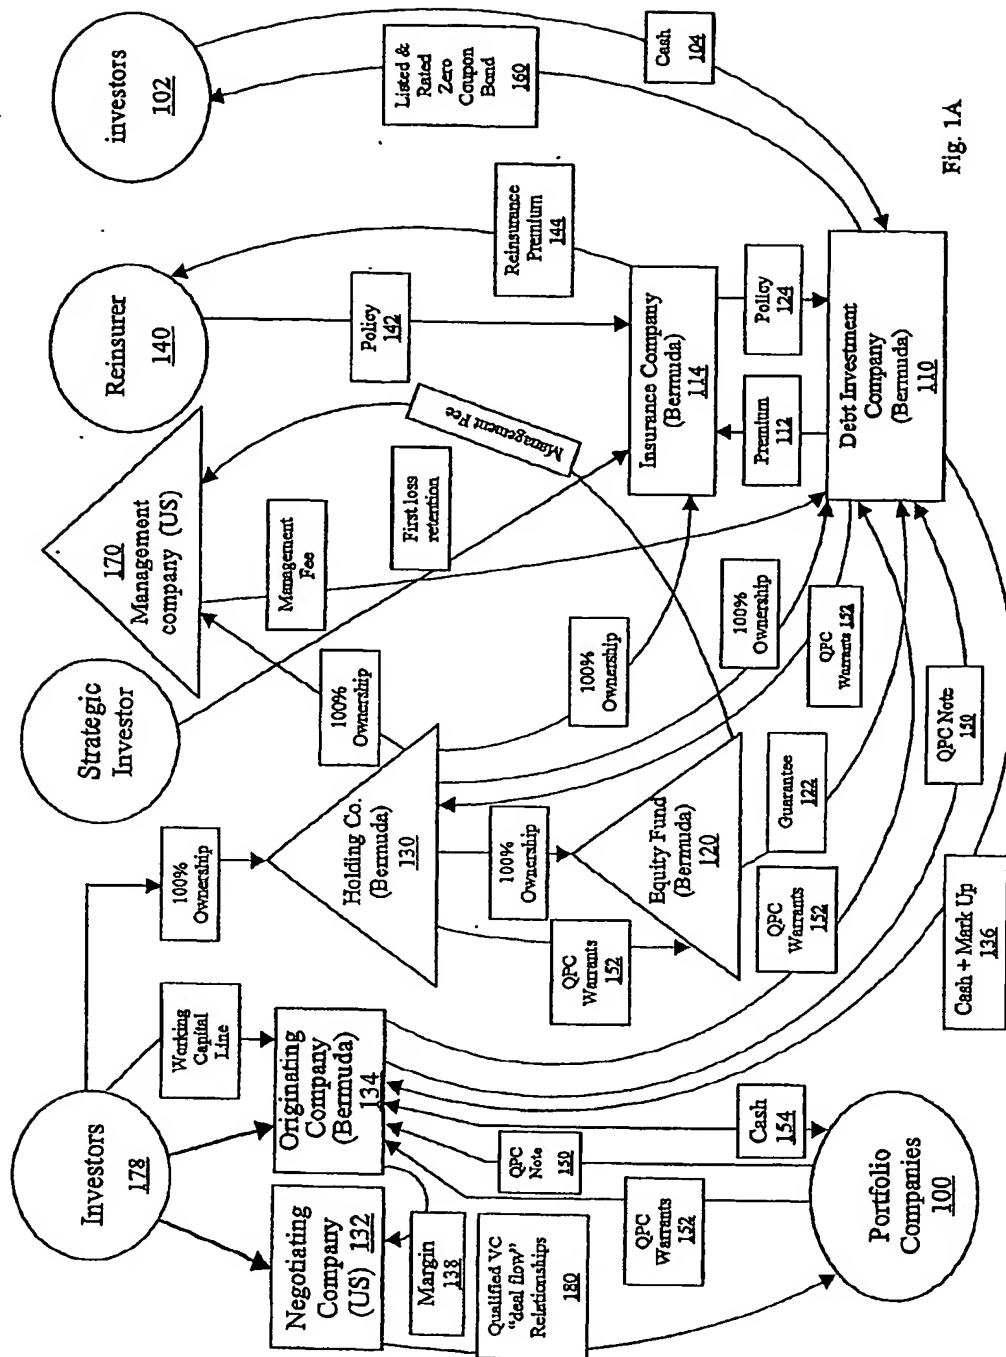 Investors
178
Strategic
Investor
170
Management
company (US)
Reinsurer
140
investors
102
Negotiating
Company
(US) 132
Working
Capital
Line
100%
Ownership
Originating
Company
(Bermuda)
134
Margin
138
Management
Fee
Policy
142
Listed &
Rated
Zero
Coupon
Bond
160
100%
Ownership
Holding Co.
(Bermuda)
130
First loss
retention
Management Fee
Reinsurance
Premium
144
Cash
104
Qualified VC
"deal flow"
Relationships
180
QPC
Note
150
QPC
Warrants
152
100%
Ownership
100%
Ownership
QPC
Warrants
152
Equity Fund
(Bermuda)
120
Insurance Company
(Bermuda)
114
Cash
154
100%
Ownership
Premium
112
Policy
124
QPC
Warrants
152
Guarantee
122
QPC
Warrants 152
Portfolio
Companies
100
QPC Note
150
Debt Investment
Company
(Bermuda)
110
Cash + Mark Up
136
Fig. 1A